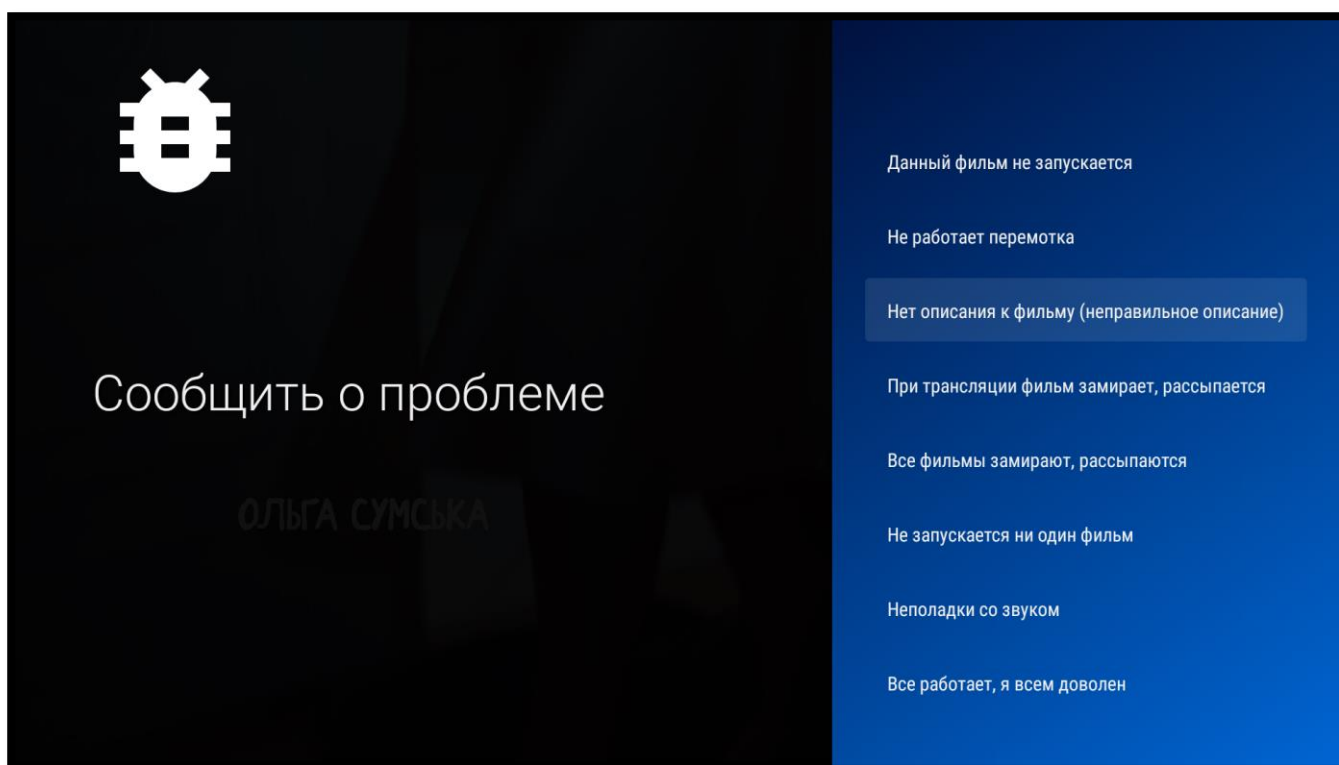 Сообщить о проблеме
ОЛЬГА СУМСЬКА
Данный фильм не запускается
Не работает перемотка
Нет описания к фильму (неправильное описание)
При трансляции фильм замирает, рассыпается
Все фильмы замирают, рассыпаются
Не запускается ни один фильм
Неполадки со звуком
Все работает, я всем доволен